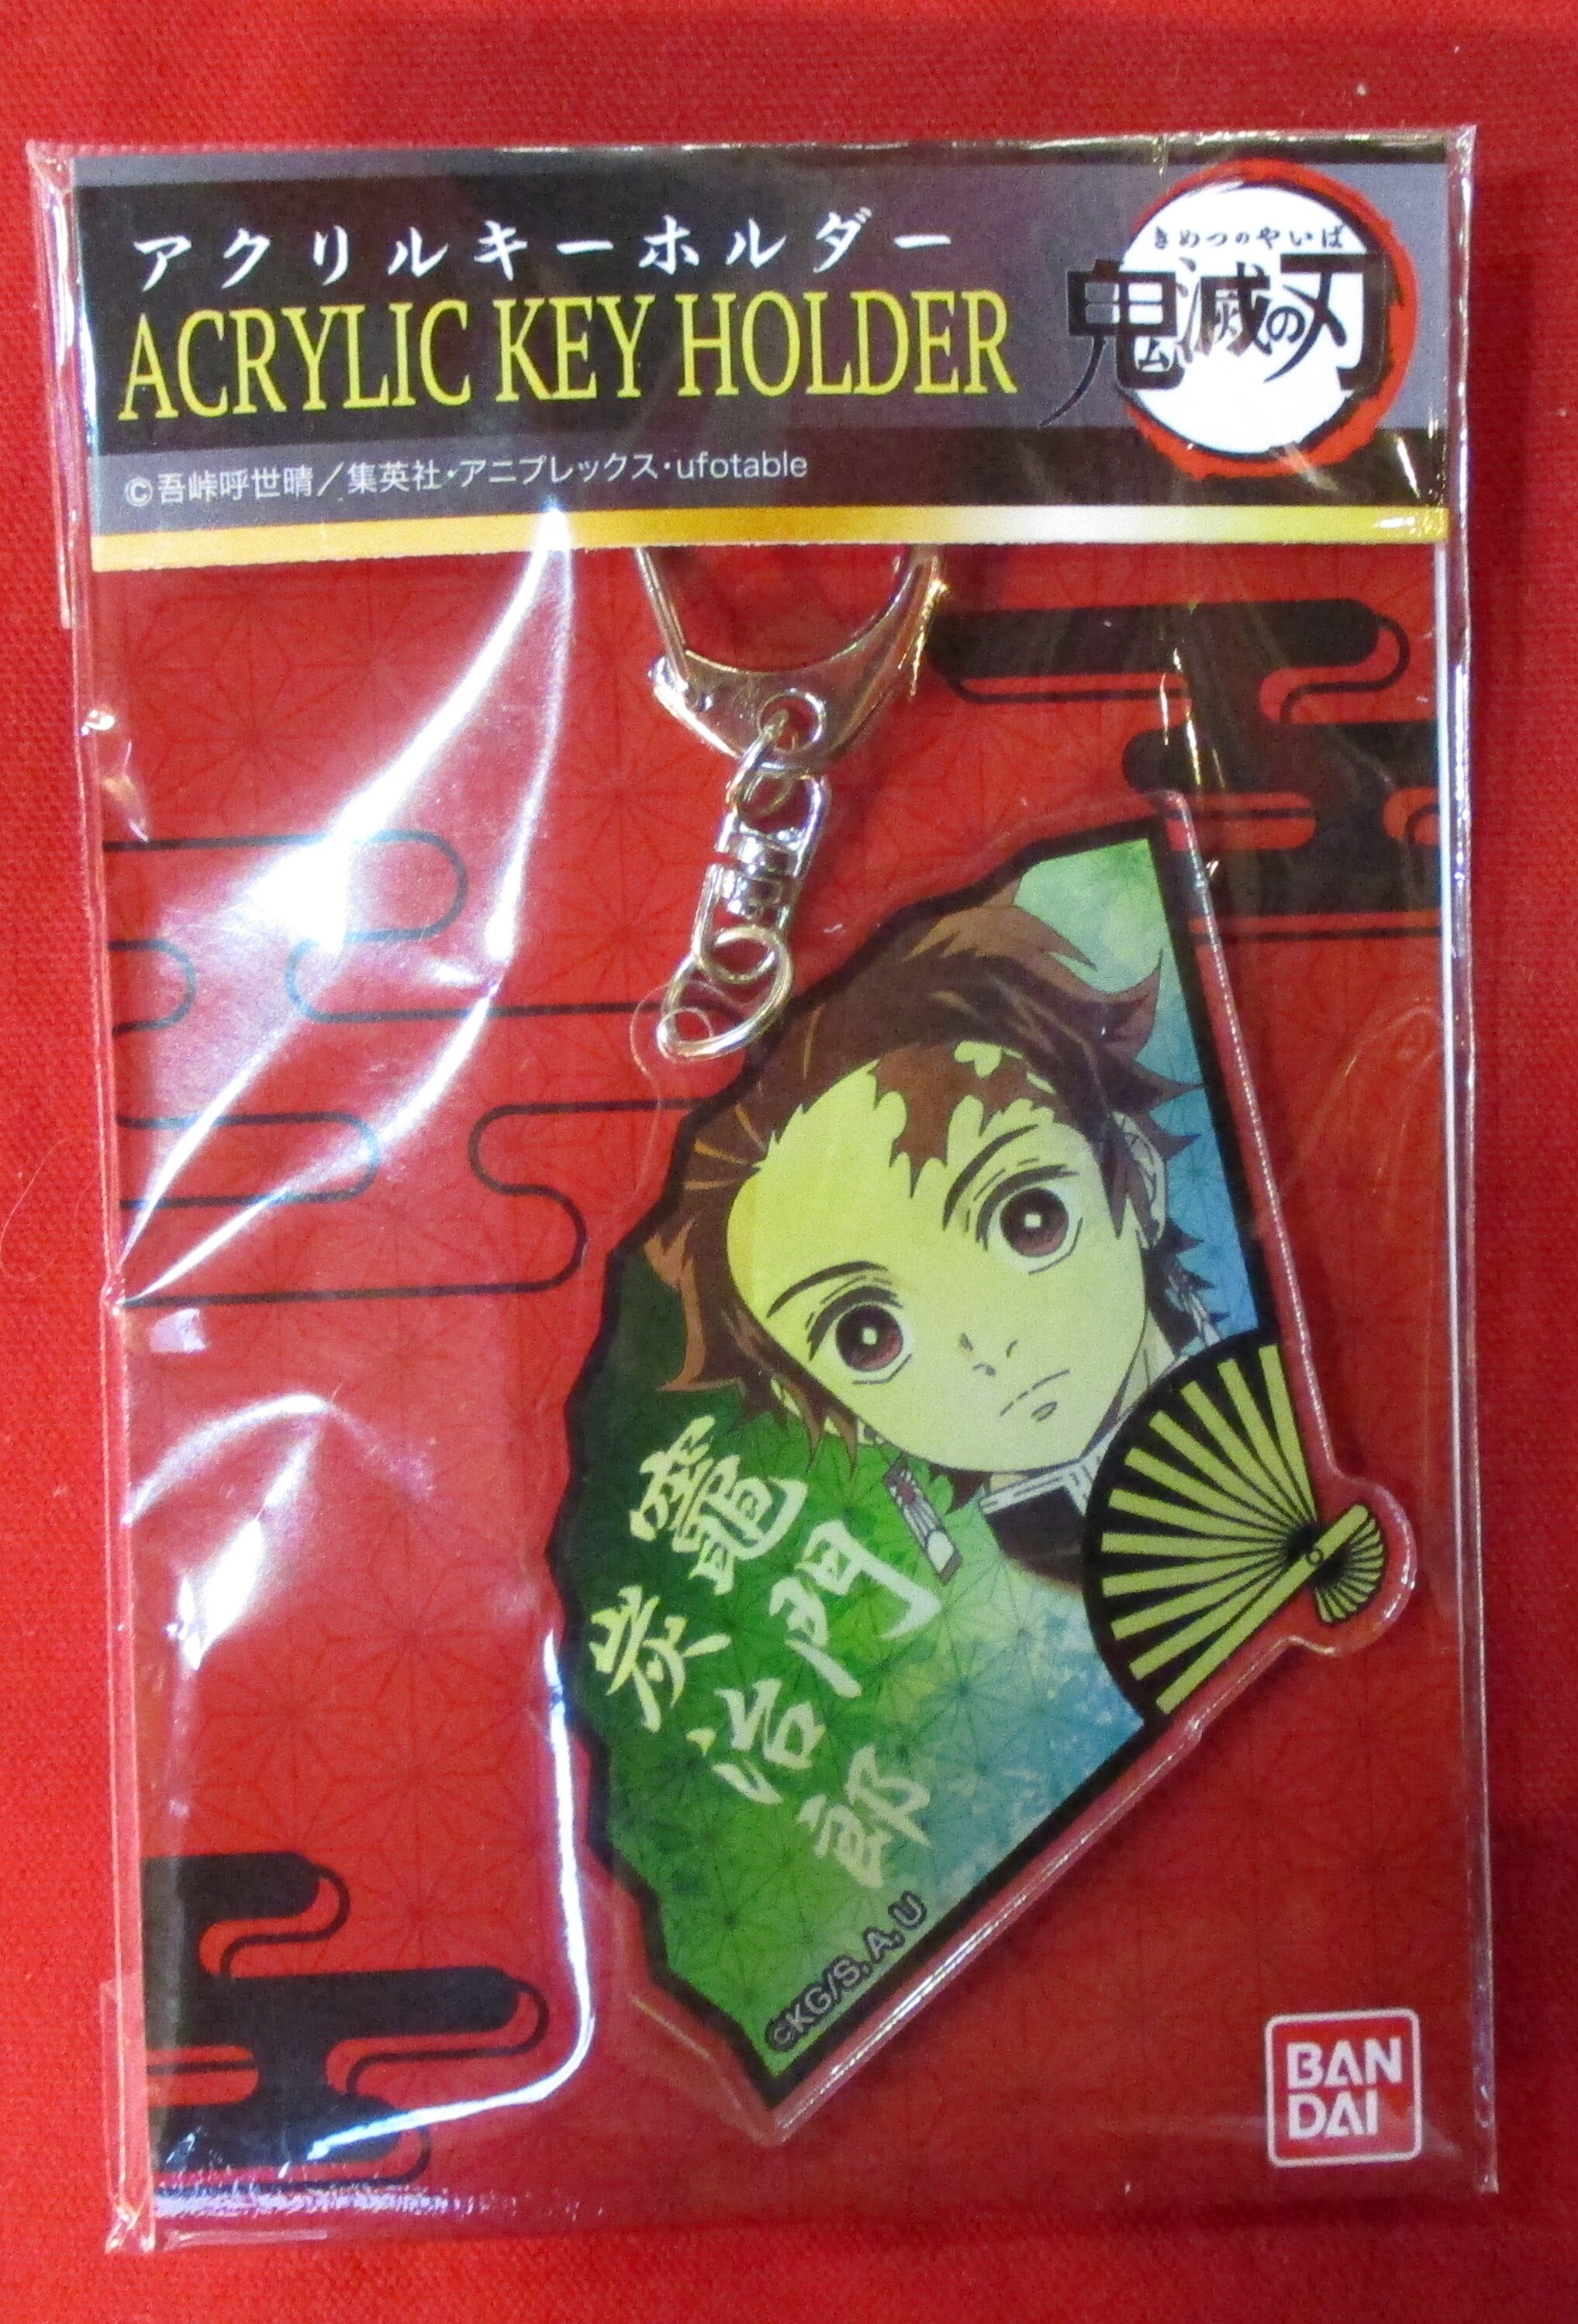 アクリルキーホルダー
ACRYLIC KEY HOLDER
©吾峠呼世晴／集英社・アニプレックス・ufotable
きめつのやいば
鬼滅の刃
竈門
炭治郎
©KG/S,A,U
BAN
DAI